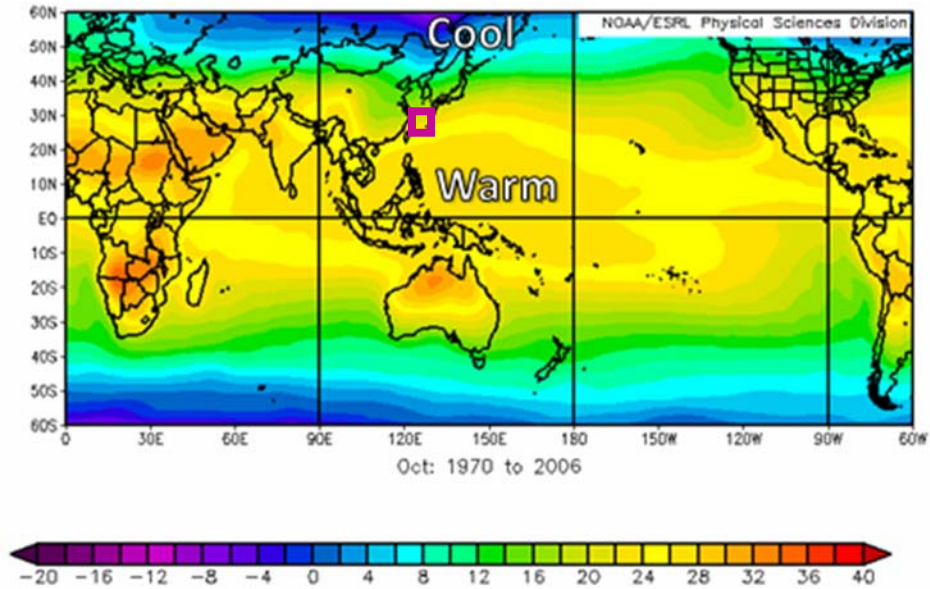 60N
NOAA/ESRL Physical Sciences Division
Cool
50N
40N
30N
20N
Warm
10N
EQ
10S
20S
30S
40S
50S
60S
0 30E 60E 90E 120E 150E 180 150W 120W 90W 60W
Oct: 1970 to 2006
-20 -16 -12 -8 -4 0 4 8 12 16 20 24 28 32 36 40